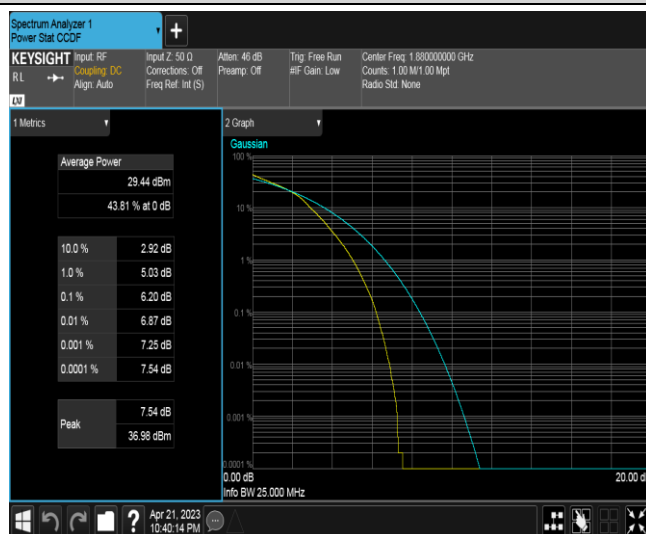 Spectrum Analyzer 1
Power Stat CCDF
KEYSIGHT
RL
LXI
Input: RF
Coupling: DC
Align: Auto
Input Z: 50 Ω
Corrections: Off
Freq Ref: Int (S)
Atten: 46 dB
Preamp: Off
Trig: Free Run
#IF Gain: Low
Center Freq: 1.880000000 GHz
Counts: 1.00 M/1.00 Mpt
Radio Std: None
1 Metrics
Average Power
29.44 dBm
43.81 % at 0 dB
10.0 % 2.92 dB
1.0 % 5.03 dB
0.1 % 6.20 dB
0.01 % 6.87 dB
0.001 % 7.25 dB
0.0001 % 7.54 dB
Peak
7.54 dB
36.98 dBm
2 Graph
Gaussian
100 %
10 %
1 %
0.1 %
0.01 %
0.001 %
0.0001 %
0.00 dB
20.00 d
Info BW 25.000 MHz
?
Apr 21, 2023
10:40:14 PM